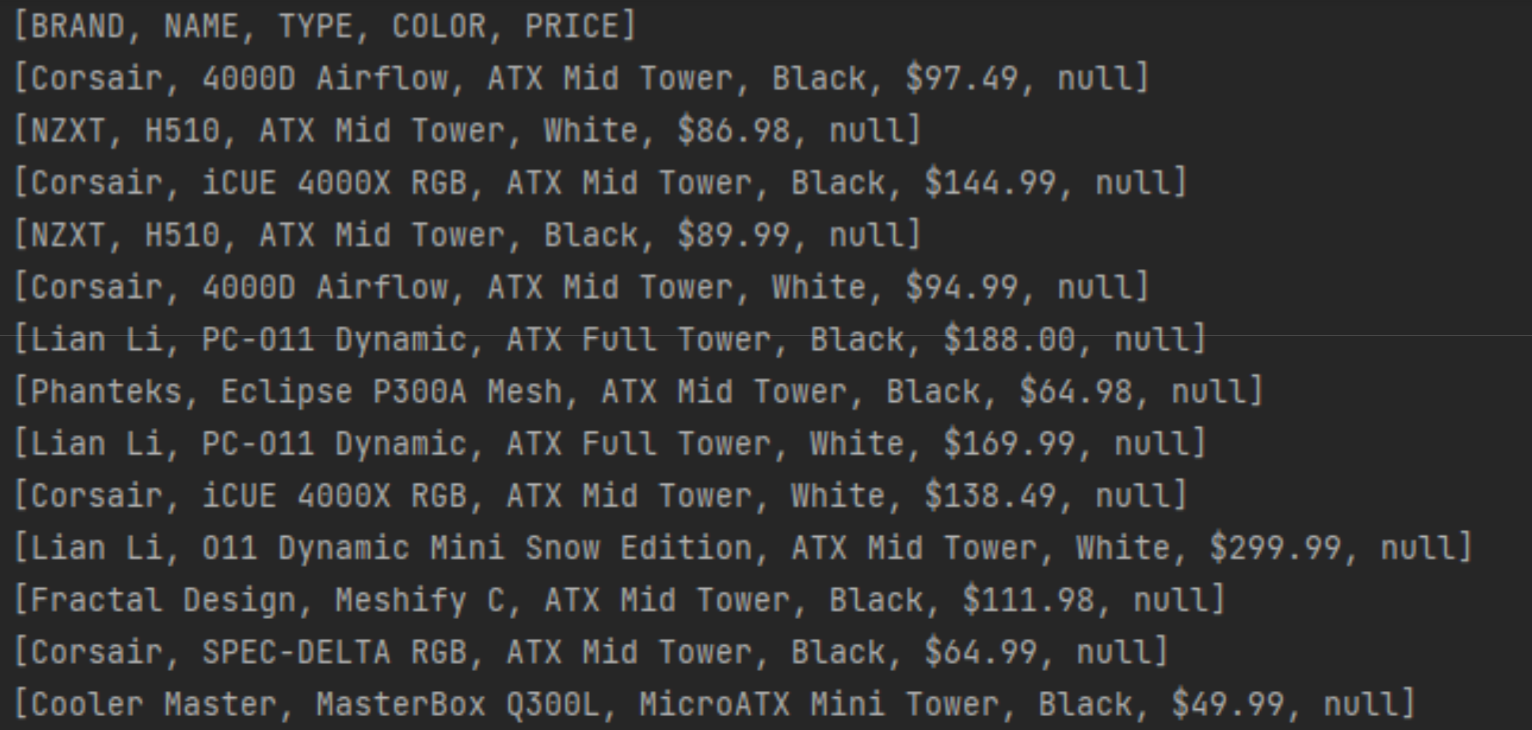 [BRAND, NAME, TYPE, COLOR, PRICE]
[Corsair, 4000D Airflow, ATX Mid Tower, Black, $97.49, null]
[NZXT, H510, ATX Mid Tower, White, $86.98, null]
[Corsair, iCUE 4000X RGB, ATX Mid Tower, Black, $144.99, null]
[NZXT, H510, ATX Mid Tower, Black, $89.99, null]
[Corsair, 4000D Airflow, ATX Mid Tower, White, $94.99, null]
[Lian Li, PC-O11 Dynamic, ATX Full Tower, Black, $188.00, null]
[Phanteks, Eclipse P300A Mesh, ATX Mid Tower, Black, $64.98, null]
[Lian Li, PC-O11 Dynamic, ATX Full Tower, White, $169.99, null]
[Corsair, iCUE 4000X RGB, ATX Mid Tower, White, $138.49, null]
[Lian Li, O11 Dynamic Mini Snow Edition, ATX Mid Tower, White, $299.99, null]
[Fractal Design, Meshify C, ATX Mid Tower, Black, $111.98, null]
[Corsair, SPEC-DELTA RGB, ATX Mid Tower, Black, $64.99, null]
[Cooler Master, MasterBox Q300L, MicroATX Mini Tower, Black, $49.99, null]